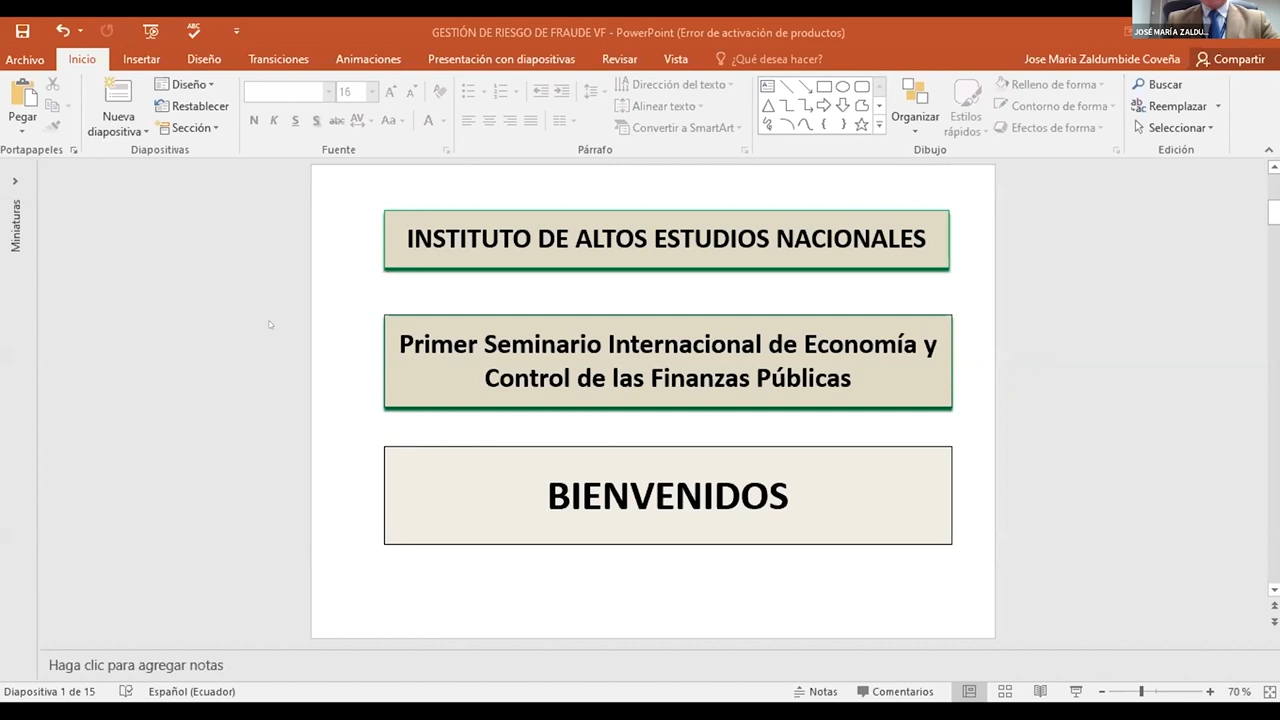 GESTIÓN DE RIESGO DE FRAUDE VF - PowerPoint (Error de activación de productos)
JOSÉ MARÍA ZALDU...
Archivo Inicio Insertar Diseño Transiciones Animaciones Presentación con diapositivas Revisar Vista ¿Qué desea hacer? Jose Maria Zaldumbide Coveña Compartir
Pegar
Portapapeles
Nueva
diapositiva
Diseño
Restablecer
Sección
Diapositivas
16
N K S S abc AV Aa A
Fuente
Dirección del texto
Alinear texto
Convertir a SmartArt
Párrafo
Organizar
Estilos
rápidos
Relleno de forma
Contorno de forma
Efectos de forma
Dibujo
Buscar
Reemplazar
Seleccionar
Edición
Miniaturas
INSTITUTO DE ALTOS ESTUDIOS NACIONALES
Primer Seminario Internacional de Economía y
Control de las Finanzas Públicas
BIENVENIDOS
Haga clic para agregar notas
Diapositiva 1 de 15 Español (Ecuador) Notas Comentarios 70 %